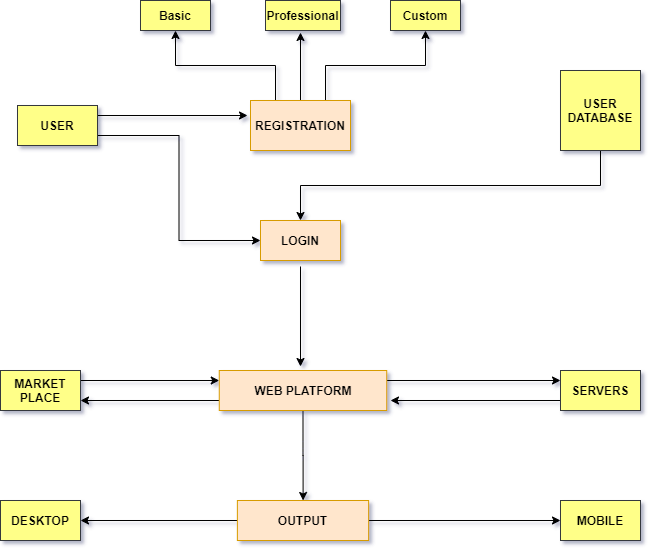 Basic
Professional
Custom
USER
REGISTRATION
USER
DATABASE
LOGIN
MARKET
PLACE
WEB PLATFORM
SERVERS
DESKTOP
OUTPUT
MOBILE